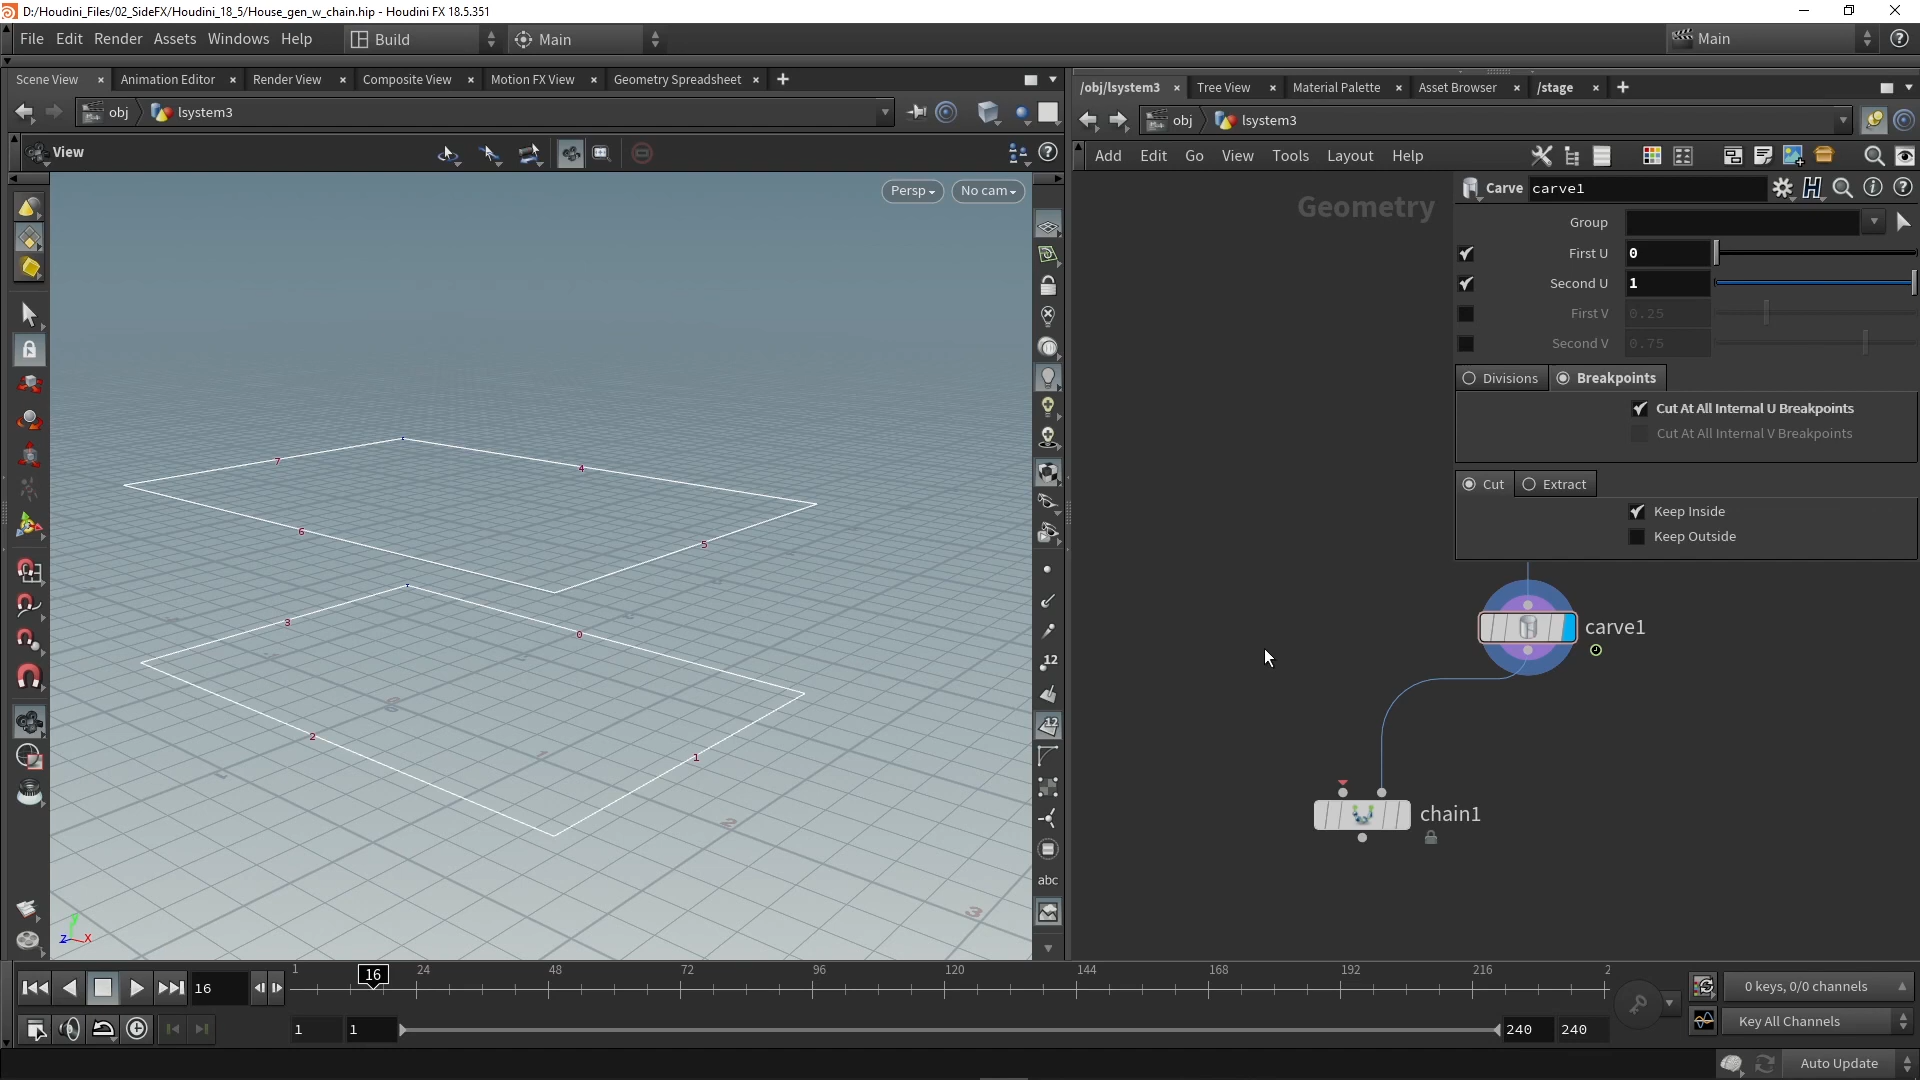 D:/Houdini_Files/02_SideFX/Houdini_18_5/House_gen_w_chain.hip - Houdini FX 18.5.351
File Edit Render Assets Windows Help Build Main Main
Scene View Animation Editor Render View Composite View Motion FX View Geometry Spreadsheet
/obj/lsystem3 Tree View Material Palette Asset Browser /stage
obj lsystem3
obj lsystem3
View
Add Edit Go View Tools Layout Help
Persp No cam
Geometry
Carve carve1
Group
First U 0
Second U 1
First V 0.25
Second V 0.75
Divisions Breakpoints
Cut At All Internal U Breakpoints
Cut At All Internal V Breakpoints
Cut Extract
Keep Inside
Keep Outside
7 4
6 5
3 0
2 1
carve1
chain1
12
12
abc
Z X
16 1 16 24 48 72 96 120 144 168 192 216 2
0 keys, 0/0 channels
1 1 240 240
Key All Channels
Auto Update